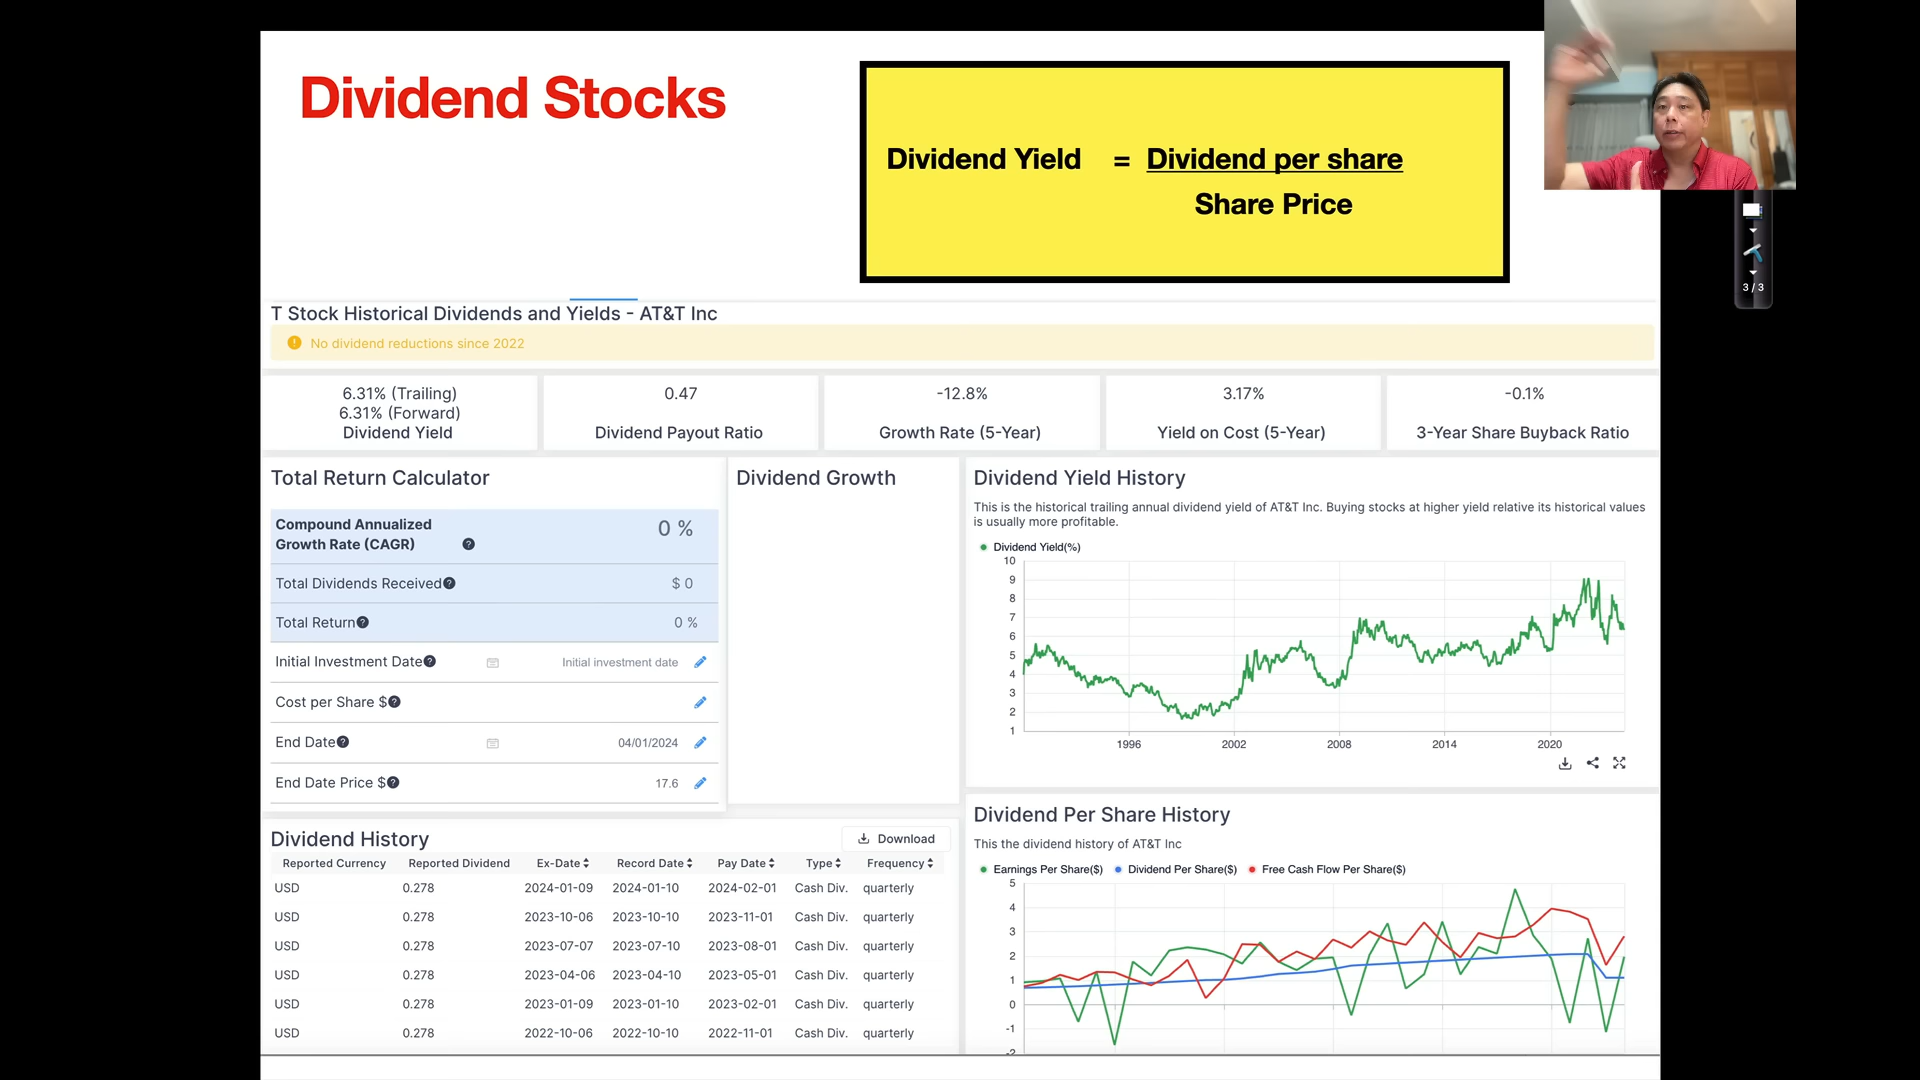 Dividend Stocks
Dividend Yield = Dividend per share
Share Price
3 / 3
T Stock Historical Dividends and Yields - AT&T Inc
No dividend reductions since 2022
6.31% (Trailing)
6.31% (Forward)
Dividend Yield
0.47
Dividend Payout Ratio
-12.8%
Growth Rate (5-Year)
3.17%
Yield on Cost (5-Year)
-0.1%
3-Year Share Buyback Ratio
Total Return Calculator
Compound Annualized
Growth Rate (CAGR) ? 0 %
Total Dividends Received ? $ 0
Total Return ? 0 %
Initial Investment Date ? Initial investment date
Cost per Share $ ?
End Date ? 04/01/2024
End Date Price $ ? 17.6
Dividend Growth
Dividend Yield History
This is the historical trailing annual dividend yield of AT&T Inc. Buying stocks at higher yield relative its historical values
is usually more profitable.
Dividend Yield(%)
10
9
8
7
6
5
4
3
2
1
1996 2002 2008 2014 2020
Dividend History
Download
Reported Currency Reported Dividend Ex-Date Record Date Pay Date Type Frequency
USD 0.278 2024-01-09 2024-01-10 2024-02-01 Cash Div. quarterly
USD 0.278 2023-10-06 2023-10-10 2023-11-01 Cash Div. quarterly
USD 0.278 2023-07-07 2023-07-10 2023-08-01 Cash Div. quarterly
USD 0.278 2023-04-06 2023-04-10 2023-05-01 Cash Div. quarterly
USD 0.278 2023-01-09 2023-01-10 2023-02-01 Cash Div. quarterly
USD 0.278 2022-10-06 2022-10-10 2022-11-01 Cash Div. quarterly
Dividend Per Share History
This the dividend history of AT&T Inc
Earnings Per Share($) Dividend Per Share($) Free Cash Flow Per Share($)
5
4
3
2
1
0
-1
-2